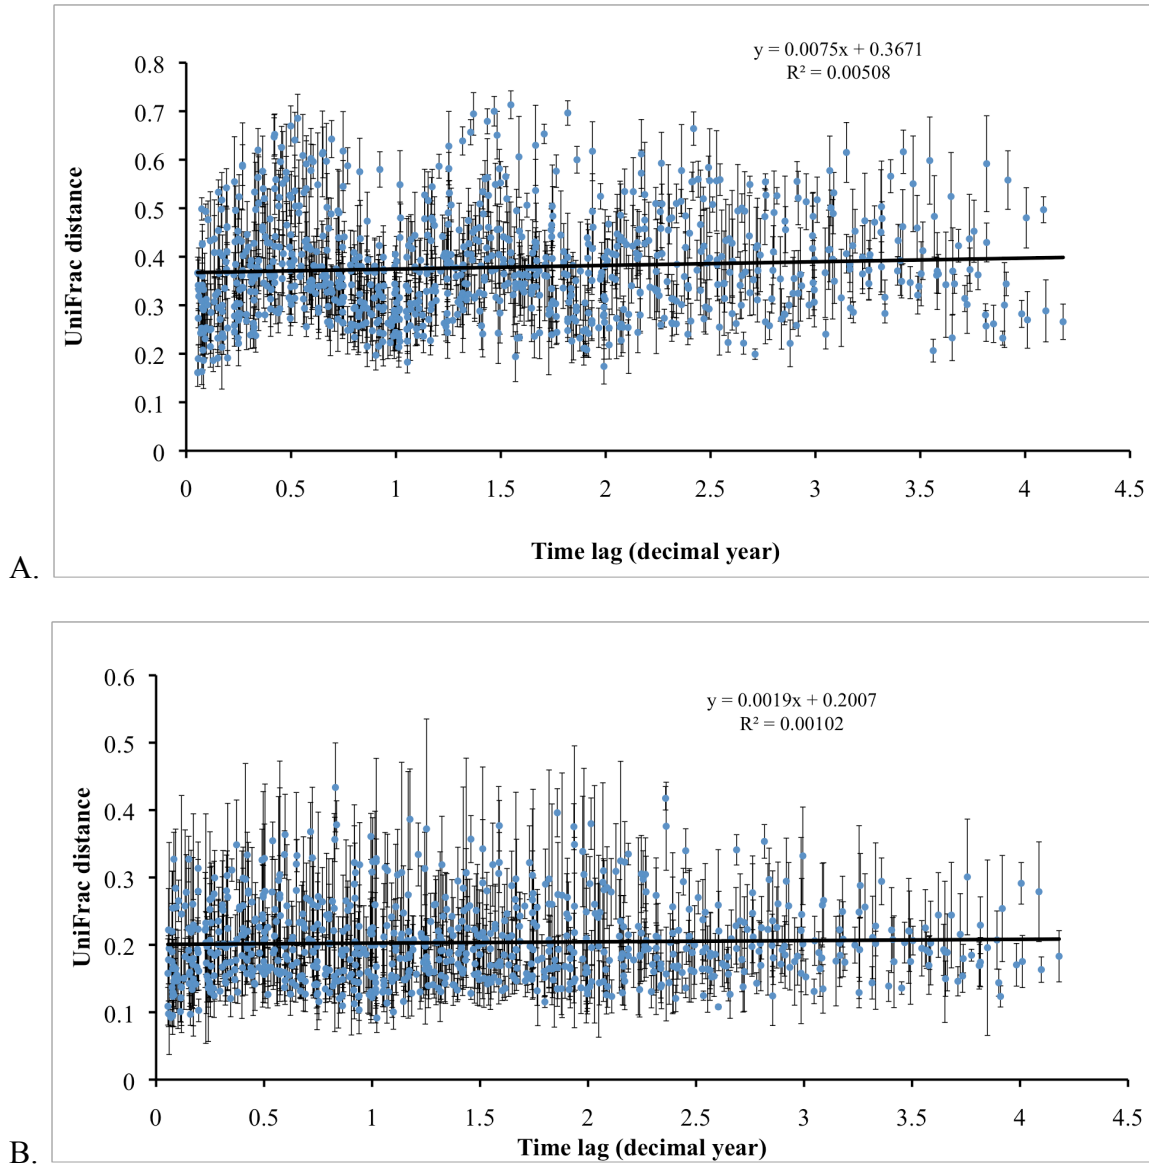 y = 0.0075x + 0.3671
R² = 0.00508
0.8
0.7
0.6
0.5
0.4
0.3
0.2
0.1
0
UniFrac distance
0 0.5 1 1.5 2 2.5 3 3.5 4 4.5
Time lag (decimal year)
A.
y = 0.0019x + 0.2007
R² = 0.00102
0.6
0.5
0.4
0.3
0.2
0.1
0
UniFrac distance
0 0.5 1 1.5 2 2.5 3 3.5 4 4.5
Time lag (decimal year)
B.